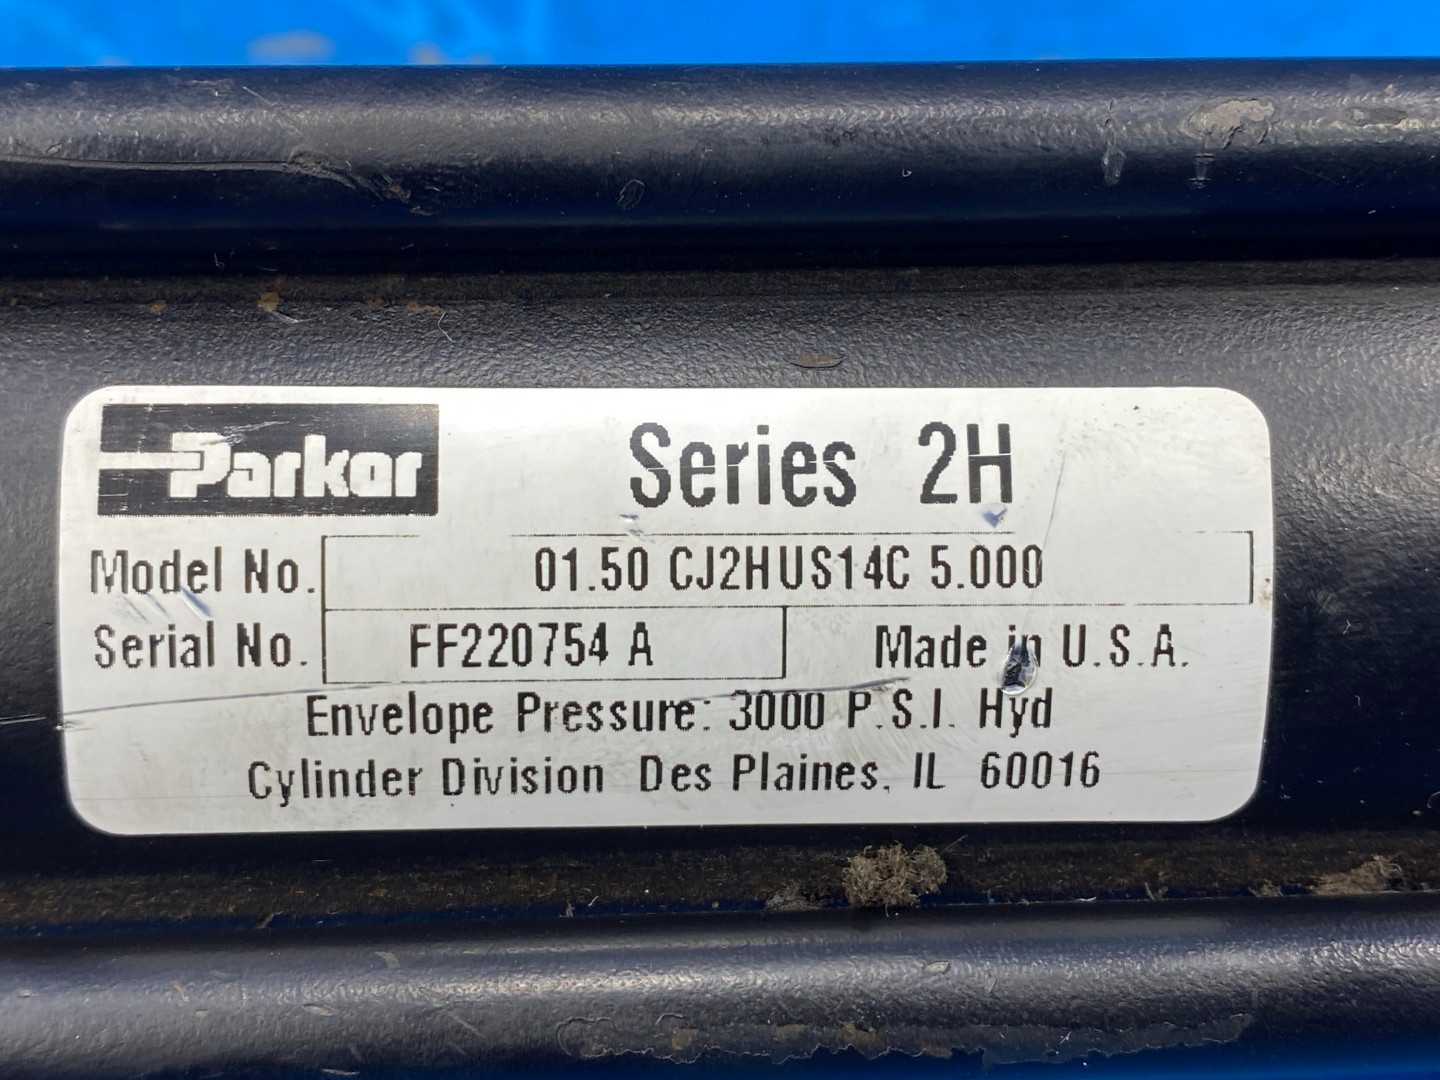 Parker
Series 2H
Model No. 01.50 CJ2HUS14C 5.000
Serial No. FF220754 A Made in U.S.A.
Envelope Pressure: 3000 P.S.I. Hyd
Cylinder Division Des Plaines, IL 60016